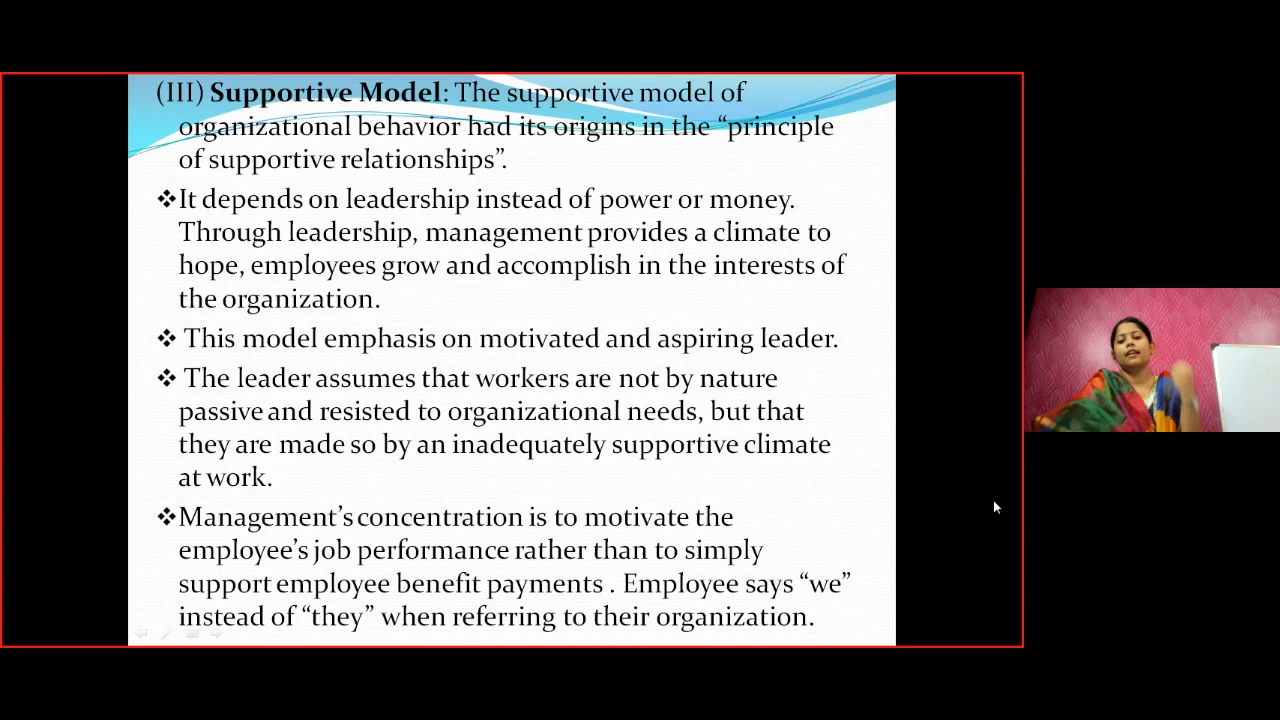 (III) Supportive Model: The supportive model of
organizational behavior had its origins in the “principle
of supportive relationships”.
❖It depends on leadership instead of power or money.
Through leadership, management provides a climate to
hope, employees grow and accomplish in the interests of
the organization.
❖ This model emphasis on motivated and aspiring leader.
❖ The leader assumes that workers are not by nature
passive and resisted to organizational needs, but that
they are made so by an inadequately supportive climate
at work.
❖Management’s concentration is to motivate the
employee’s job performance rather than to simply
support employee benefit payments . Employee says “we”
instead of “they” when referring to their organization.